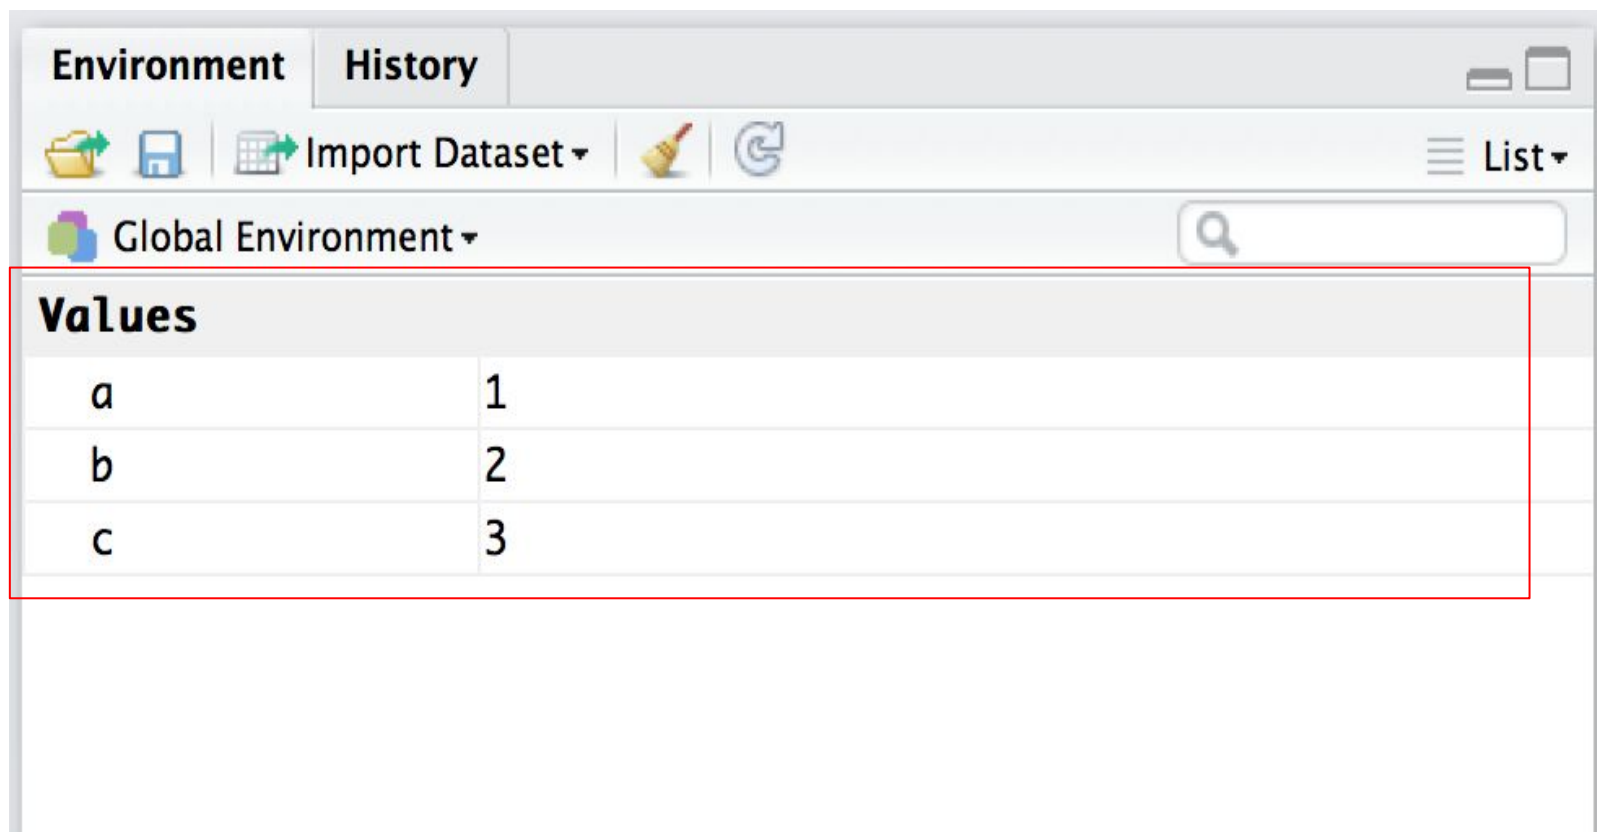 Environment History
Import Dataset List
Global Environment
Values
a 1
b 2
c 3